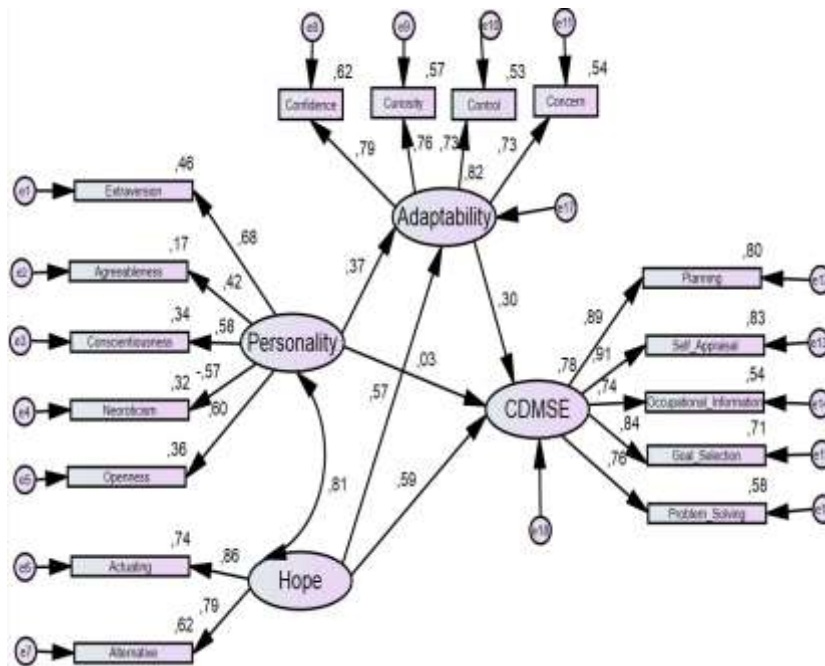 e8
e9
e10
e11
,62
,57
,53
,54
Confidence
Curiosity
Control
Concern
,79
,76
,73
,73
,82
Adaptability
e17
,46
e1
Extraversion
,68
,17
e2
Agreeableness
,42
,34
e3
Conscientiousness
,58
Personality
-,57
,32
e4
Neroticism
,60
,36
e5
Openness
,37
,03
,57
,30
,81
,59
,74
e6
Actuating
,86
Hope
,79
,62
e7
Alternative
CDMSE
,78
e18
,80
Planning
,89
,83
Self_Appraisal
e13
,91
,54
Occupational_Information
,74
,71
Goal_Selection
,84
,58
Problem_Solving
,76